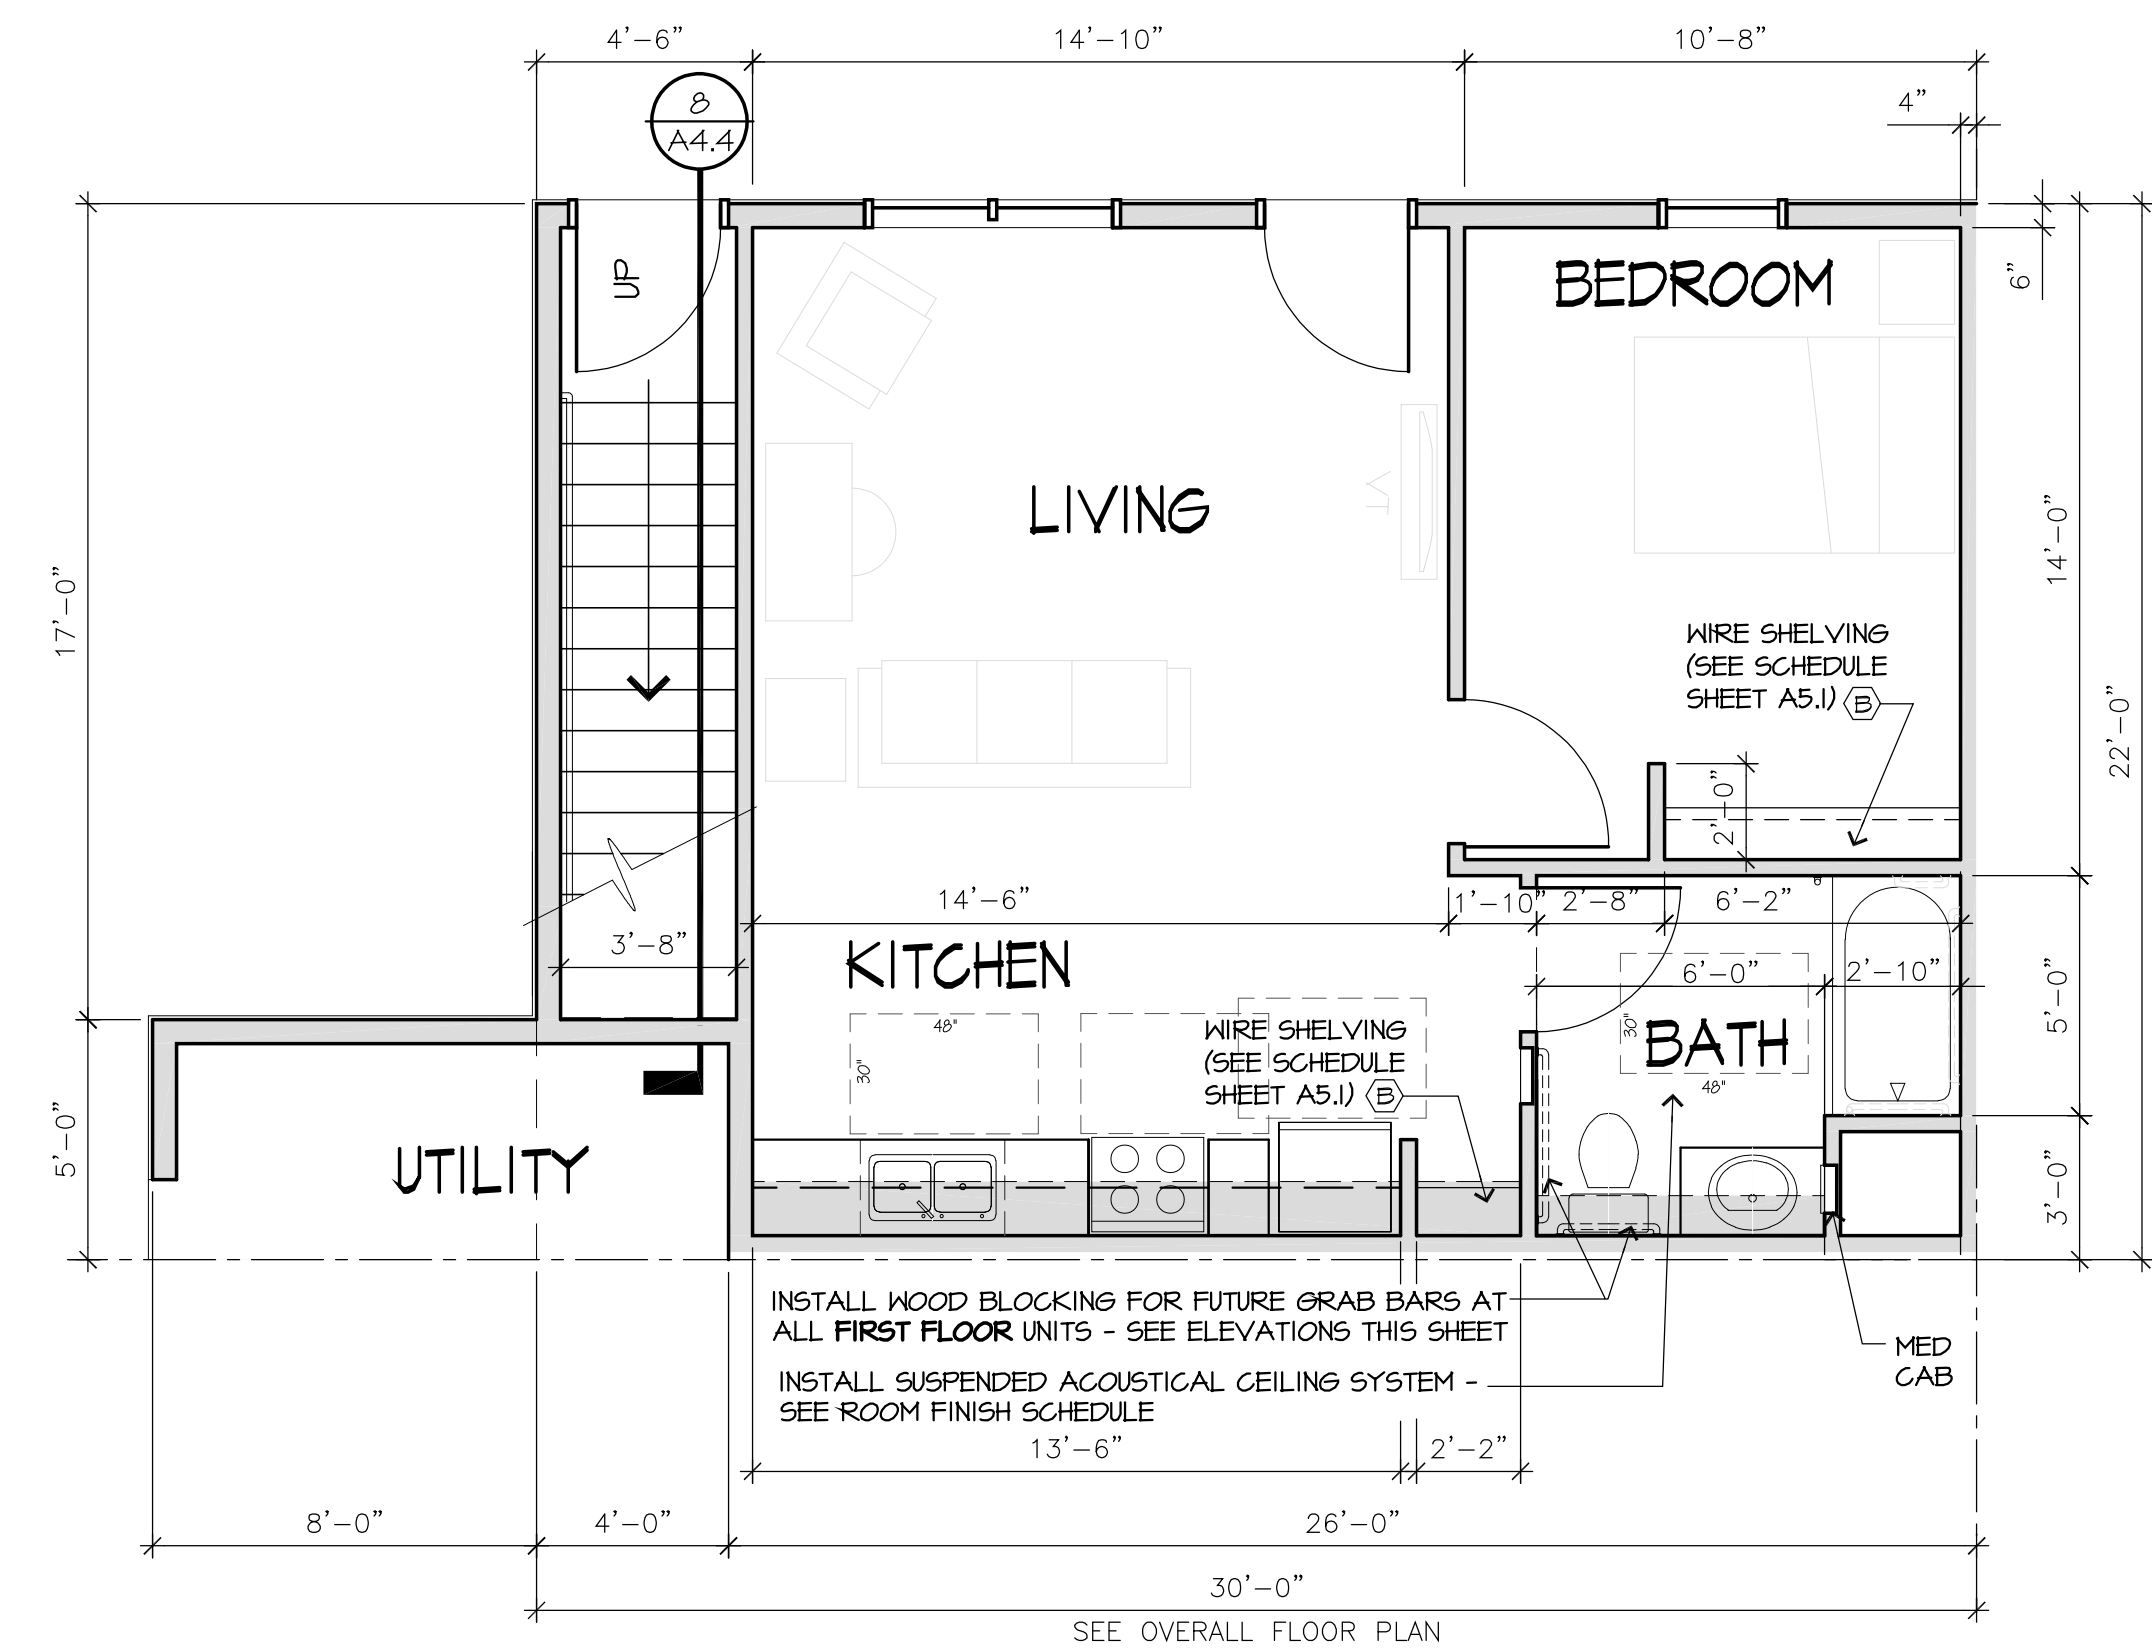 4'-6"
14'-10"
10'-8"
4"
8
A4.4
UP
BEDROOM
6"
LIVING
TV
17'-0"
14'-0"
22'-0"
WIRE SHELVING
(SEE SCHEDULE
SHEET A5.1) B
2'-0"
14'-6"
1'-10"
2'-8"
6'-2"
3'-8"
KITCHEN
6'-0"
2'-10"
5'-0"
48"
30"
WIRE SHELVING
(SEE SCHEDULE
SHEET A5.1) B
30"
BATH
48"
5'-0"
UTILITY
3'-0"
INSTALL WOOD BLOCKING FOR FUTURE GRAB BARS AT
ALL FIRST FLOOR UNITS - SEE ELEVATIONS THIS SHEET
MED
CAB
INSTALL SUSPENDED ACOUSTICAL CEILING SYSTEM -
SEE ROOM FINISH SCHEDULE
13'-6"
2'-2"
8'-0"
4'-0"
26'-0"
30'-0"
SEE OVERALL FLOOR PLAN